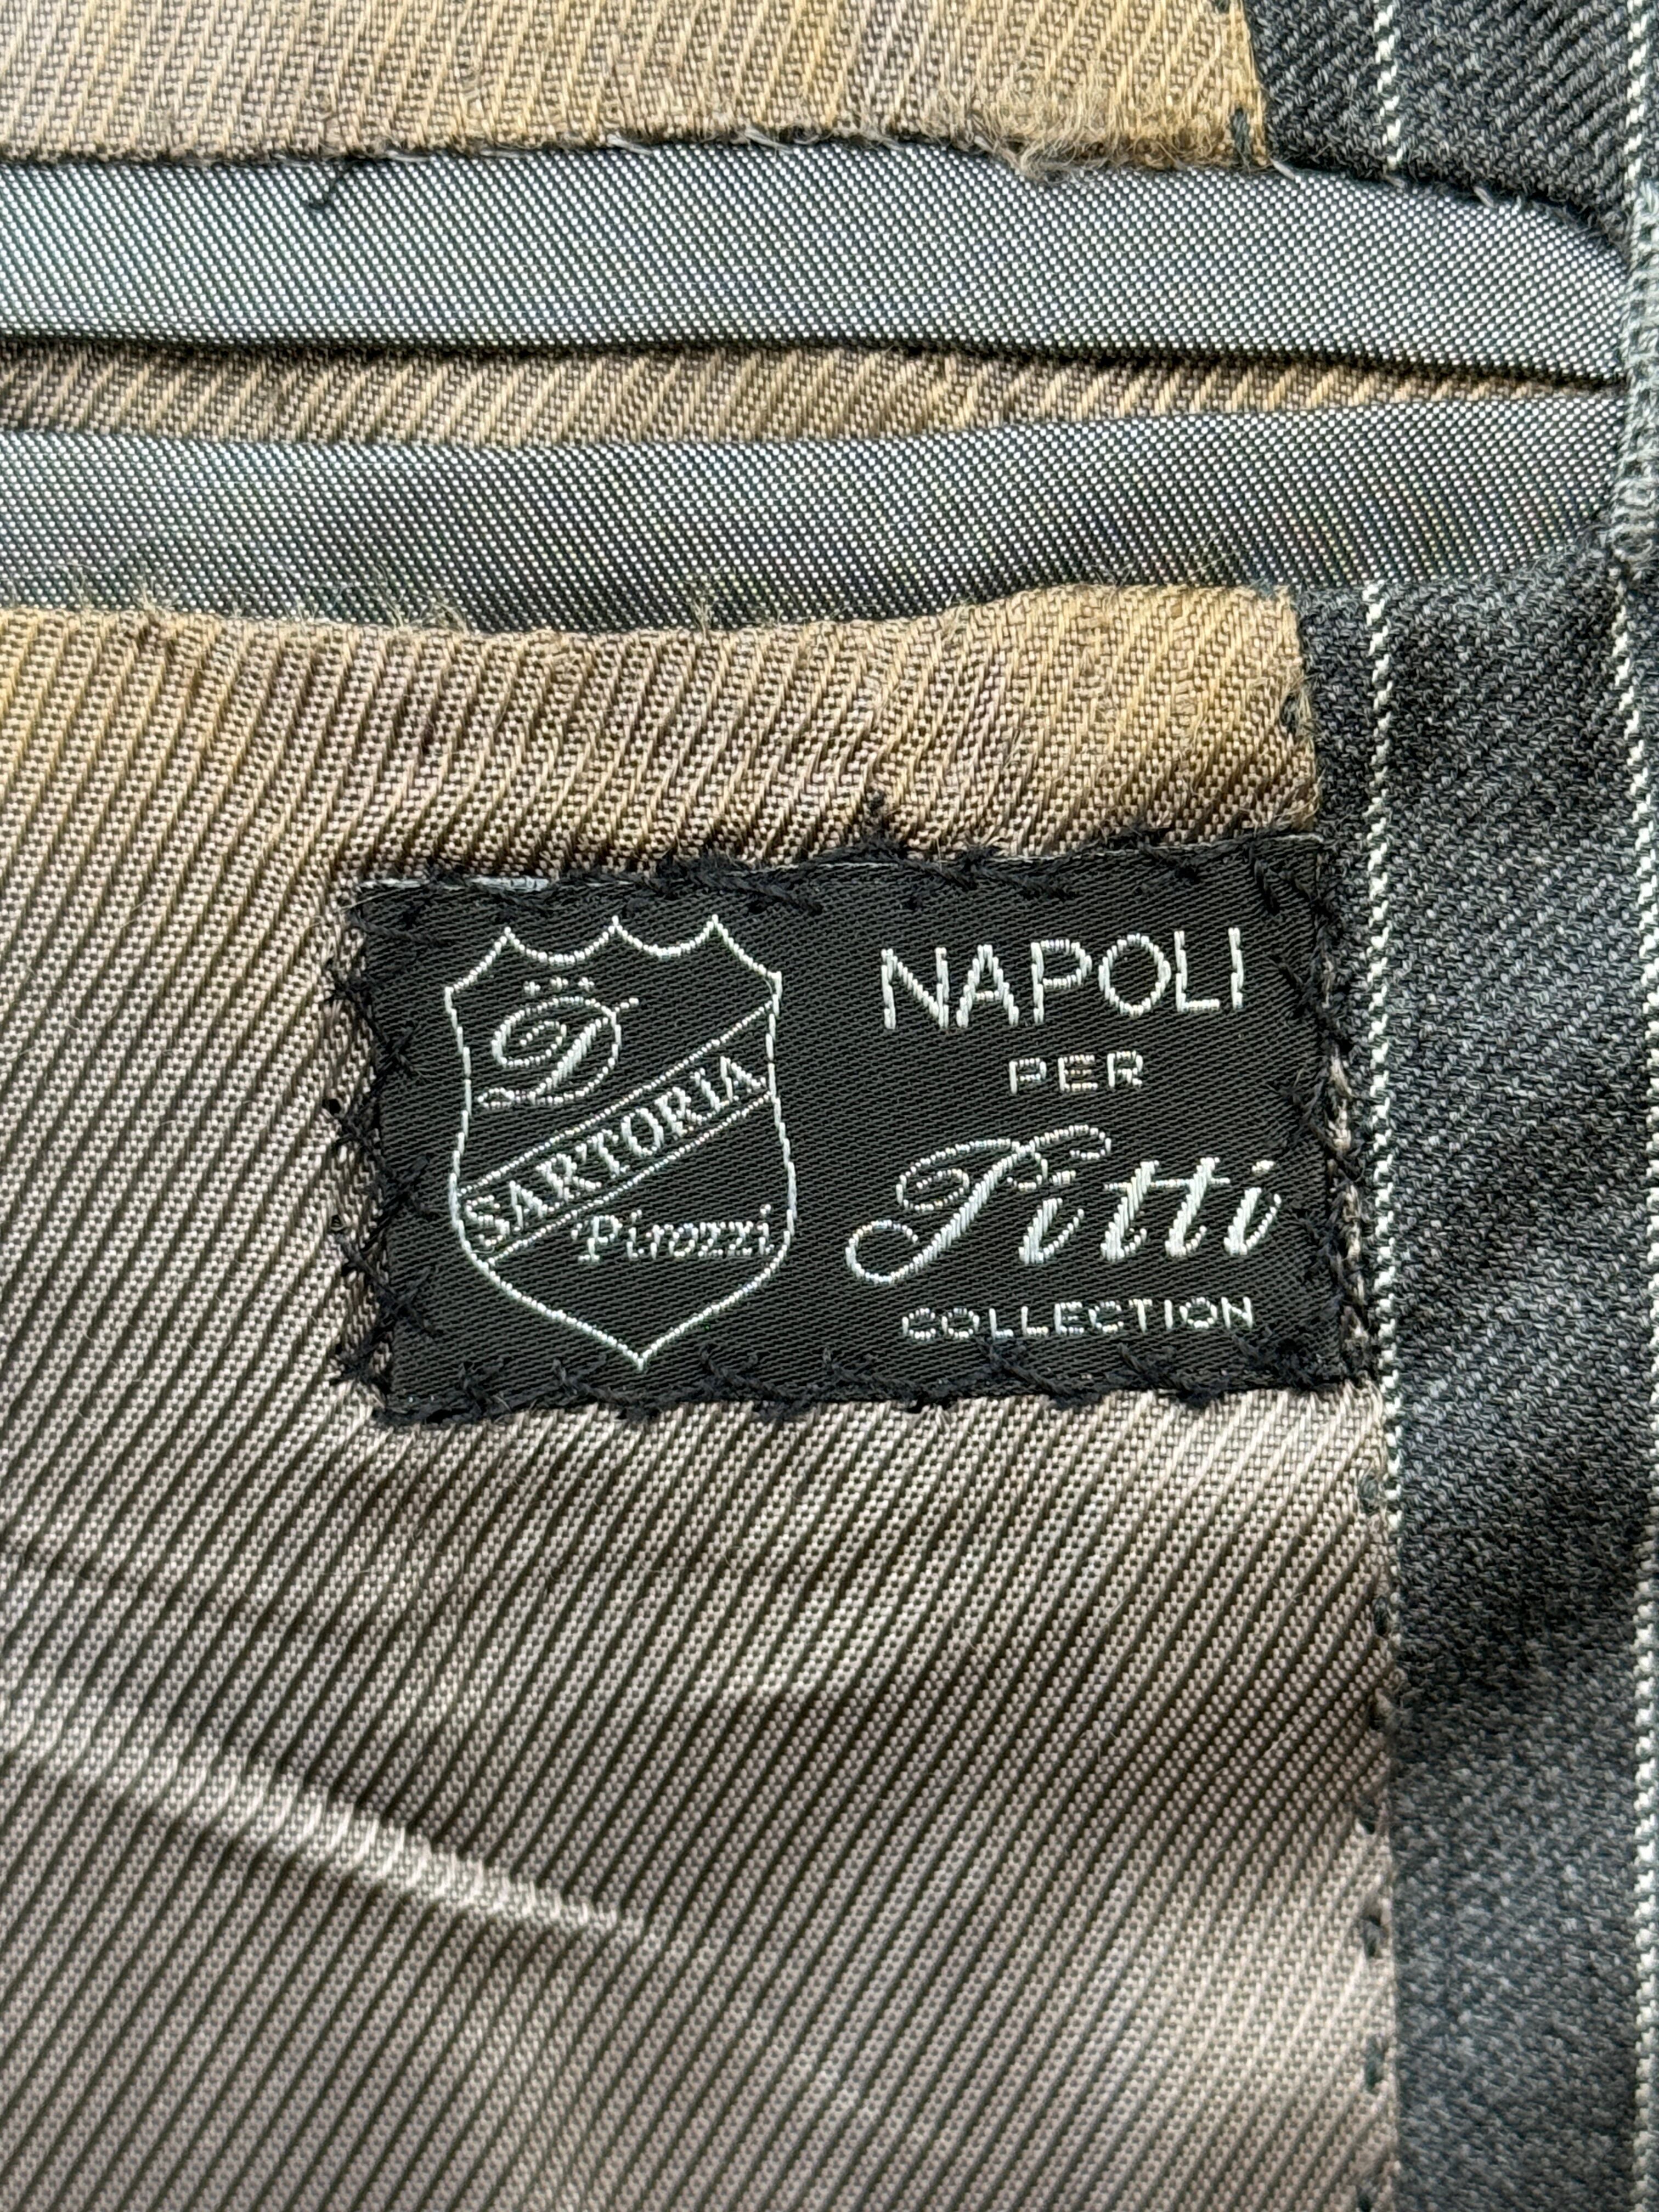 D
SARTORIA
Pirozzi
NAPOLI
PER
Pitti
COLLECTION